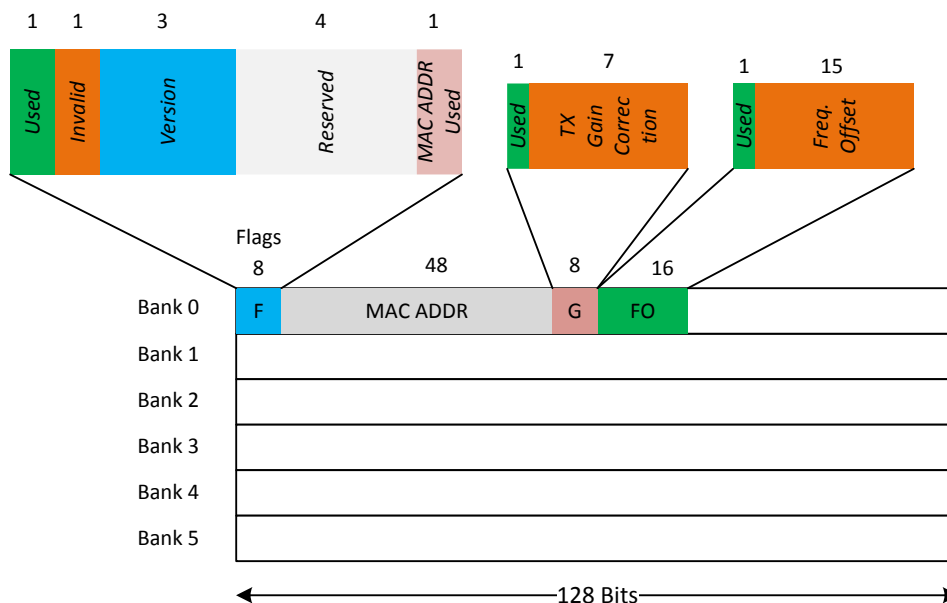 1 1 3 4 1
Used
Invalid
Version
Reserved
MAC ADDR
Used
1 7
Used
TX
Gain
Correc
tion
1 15
Used
Freq.
Offset
Flags
8 48 8 16
Bank 0 F MAC ADDR G FO
Bank 1
Bank 2
Bank 3
Bank 4
Bank 5
128 Bits